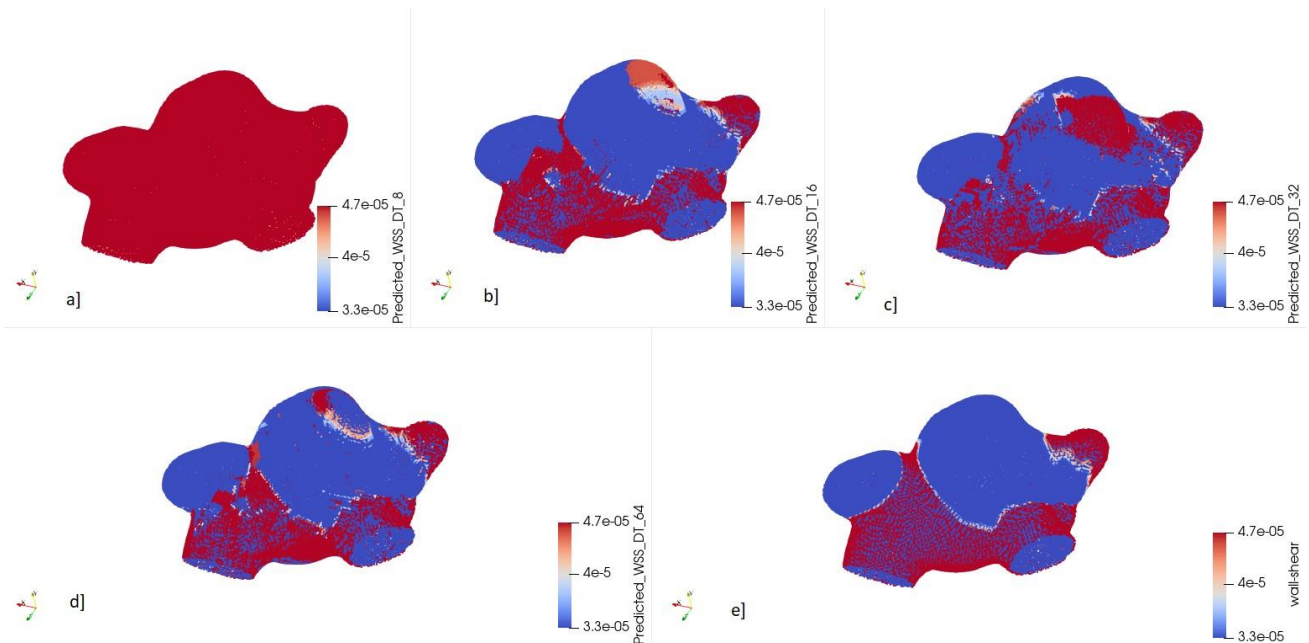 4.7e-05
4e-5
3.3e-05
Predicted_WSS_DT_8
a]
4.7e-05
4e-5
3.3e-05
Predicted_WSS_DT_16
b]
4.7e-05
4e-5
3.3e-05
Predicted_WSS_DT_32
c]
4.7e-05
4e-5
3.3e-05
Predicted_WSS_DT_64
d]
4.7e-05
4e-5
3.3e-05
wall-shear
e]